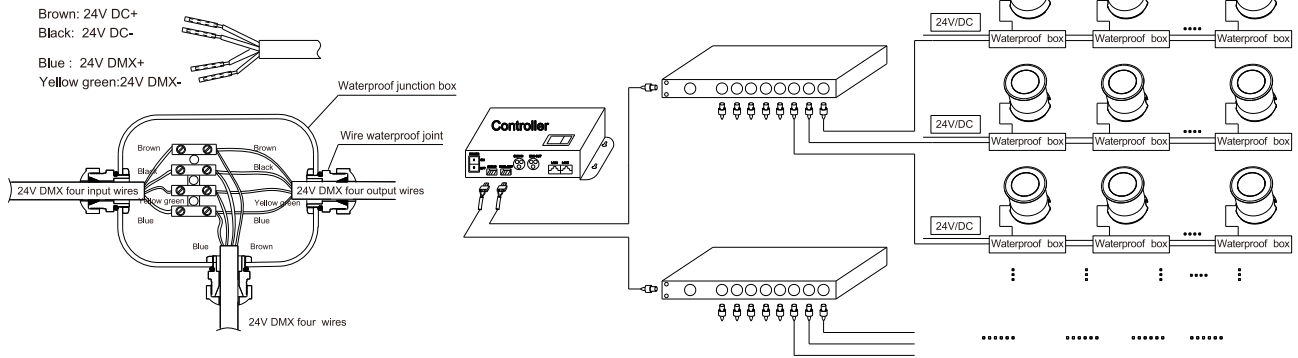 Brown: 24V DC+
Black: 24V DC-
Blue : 24V DMX+
Yellow green:24V DMX-
Waterproof junction box
Wire waterproof joint
Brown
Brown
Black
Black
24V DMX four input wires
24V DMX four output wires
Yellow green
Yellow green
Blue
Blue
Blue
Brown
24V DMX four wires
Controller
24V/DC
Waterproof box
Waterproof box
Waterproof box
24V/DC
Waterproof box
Waterproof box
Waterproof box
24V/DC
Waterproof box
Waterproof box
Waterproof box